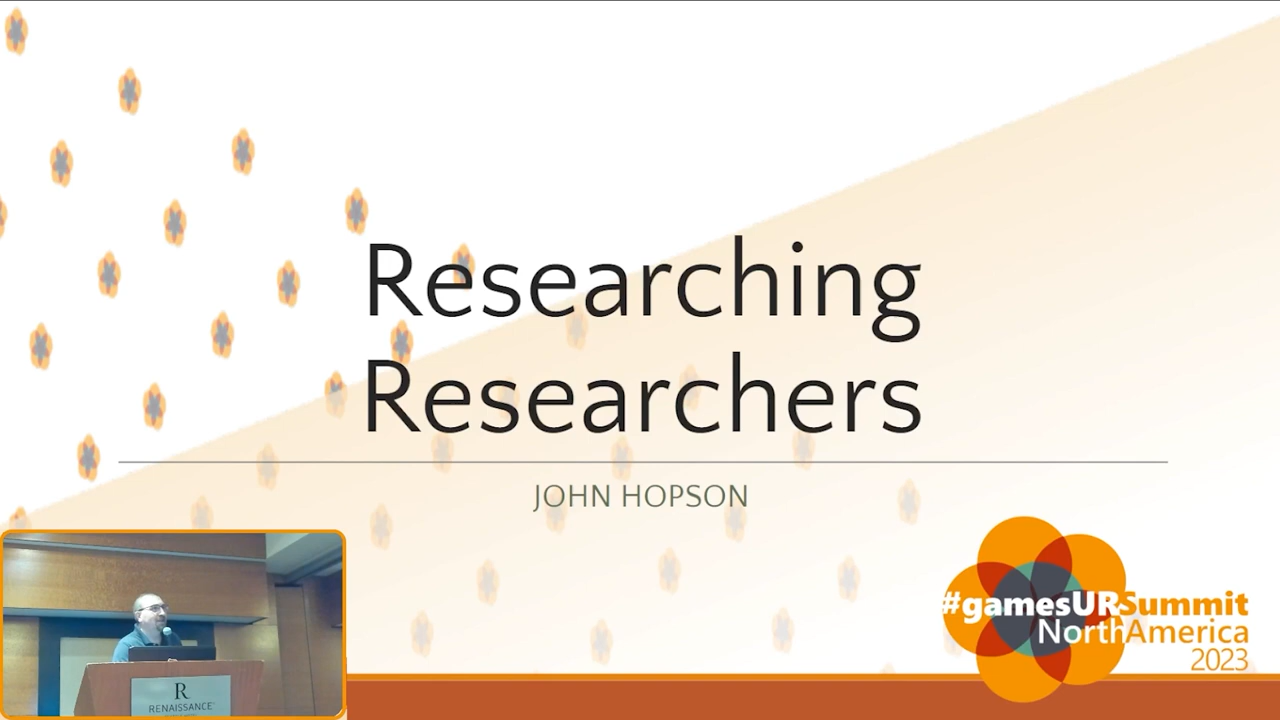 Researching
Researchers
JOHN HOPSON
#gamesURSummit
NorthAmerica
2023
R
RENAISSANCE